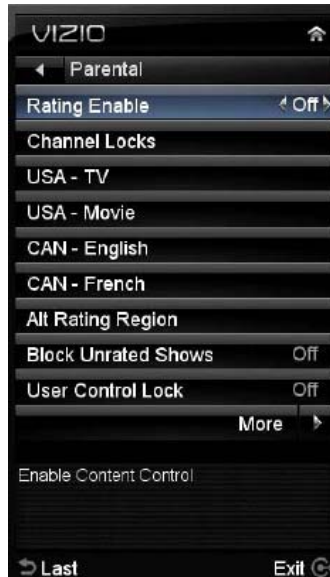 VIZIO
Parental
Rating Enable Off
Channel Locks
USA - TV
USA - Movie
CAN - English
CAN - French
Alt Rating Region
Block Unrated Shows Off
User Control Lock Off
More
Enable Content Control
Last Exit